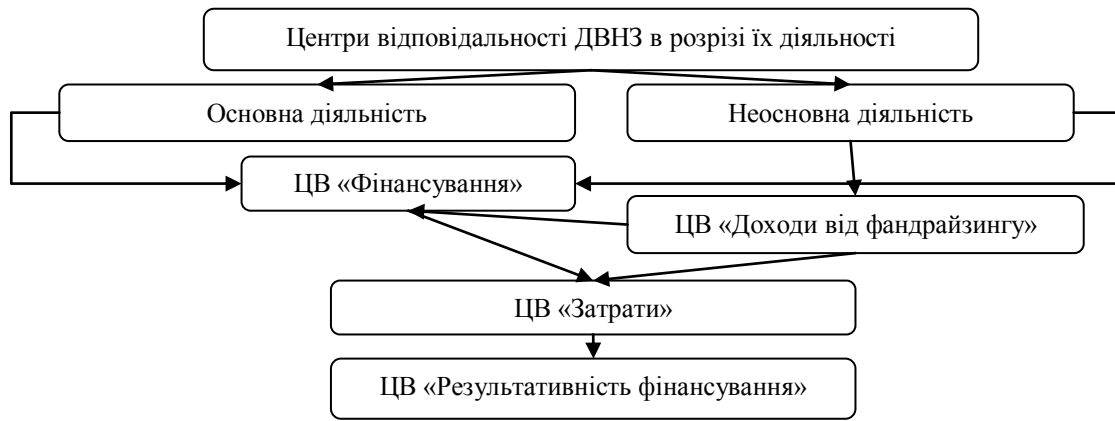 Центри відповідальності ДВНЗ в розрізі їх діяльності
Основна діяльність
Неосновна діяльність
ЦВ «Фінансування»
ЦВ «Доходи від фандрайзингу»
ЦВ «Затрати»
ЦВ «Результативність фінансування»